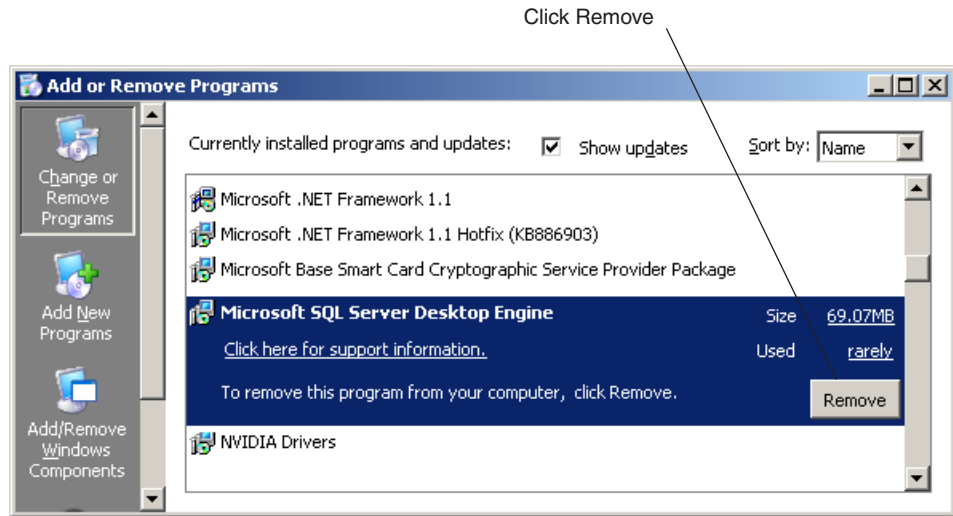 Click Remove
Add or Remove Programs
Change or
Remove
Programs
Add New
Programs
Add/Remove
Windows
Components
Currently installed programs and updates:
Show updates
Sort by:
Name
Microsoft .NET Framework 1.1
Microsoft .NET Framework 1.1 Hotfix (KB886903)
Microsoft Base Smart Card Cryptographic Service Provider Package
Microsoft SQL Server Desktop Engine
Size 69.07MB
Click here for support information.
Used rarely
To remove this program from your computer, click Remove.
Remove
NVIDIA Drivers